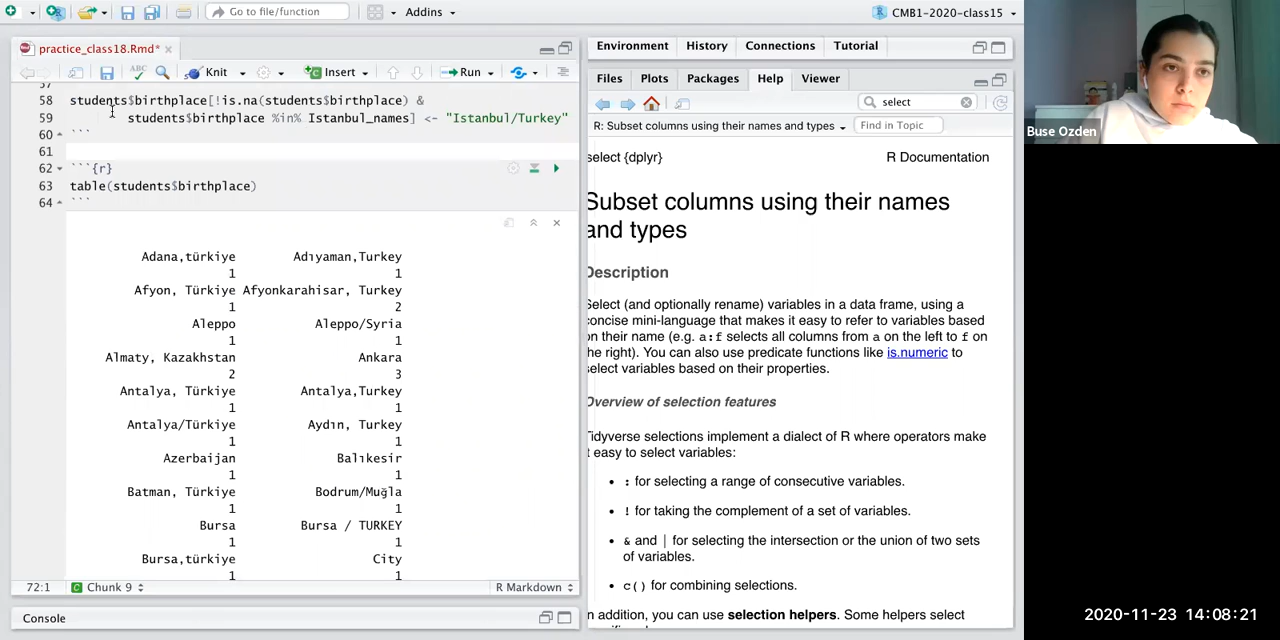 Go to file/function
Addins
CMB1-2020-class15
practice_class18.Rmd*
ABC
Knit
Insert
Run
57
58 students$birthplace[!is.na(students$birthplace) &
59 students$birthplace %in% Istanbul_names] <- "Istanbul/Turkey"
60 ```
61
62 ```{r}
63 table(students$birthplace)
64 ```
Adana,türkiye Adıyaman,Turkey
1 1
Afyon, Türkiye Afyonkarahisar, Turkey
1 2
Aleppo Aleppo/Syria
1 1
Almaty, Kazakhstan Ankara
2 3
Antalya, Türkiye Antalya,Turkey
1 1
Antalya/Türkiye Aydın, Turkey
1 1
Azerbaijan Balıkesir
1 1
Batman, Türkiye Bodrum/Muğla
1 1
Bursa Bursa / TURKEY
1 1
Bursa,türkiye City
1 1
72:1 Chunk 9 R Markdown
Console
Environment History Connections Tutorial
Files Plots Packages Help Viewer
select
R: Subset columns using their names and types Find in Topic
select {dplyr} R Documentation
Subset columns using their names
and types
Description
Select (and optionally rename) variables in a data frame, using a
concise mini-language that makes it easy to refer to variables based
on their name (e.g. a:f selects all columns from a on the left to f on
the right). You can also use predicate functions like is.numeric to
select variables based on their properties.
Overview of selection features
Tidyverse selections implement a dialect of R where operators make
it easy to select variables:
• : for selecting a range of consecutive variables.
• ! for taking the complement of a set of variables.
• & and | for selecting the intersection or the union of two sets
of variables.
• c() for combining selections.
In addition, you can use selection helpers. Some helpers select
Buse Ozden
2020-11-23 14:08:21